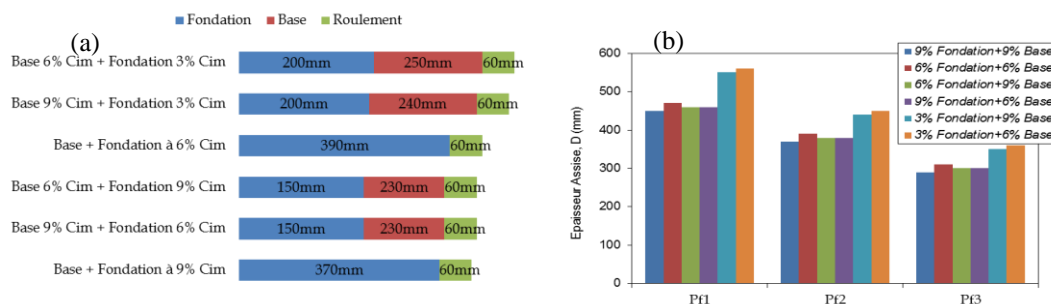 Fondation Base Roulement
(a)
Base 6% Cim + Fondation 3% Cim
200mm 250mm 60mm
Base 9% Cim + Fondation 3% Cim
200mm 240mm 60mm
Base + Fondation à 6% Cim
390mm 60mm
Base 6% Cim + Fondation 9% Cim
150mm 230mm 60mm
Base 9% Cim + Fondation 6% Cim
150mm 230mm 60mm
Base + Fondation à 9% Cim
370mm 60mm
(b)
9% Fondation+9% Base
6% Fondation+6% Base
6% Fondation+9% Base
9% Fondation+6% Base
3% Fondation+9% Base
3% Fondation+6% Base
Epaisseur Assise, D (mm)
600
500
400
300
200
100
0
Pf1 Pf2 Pf3